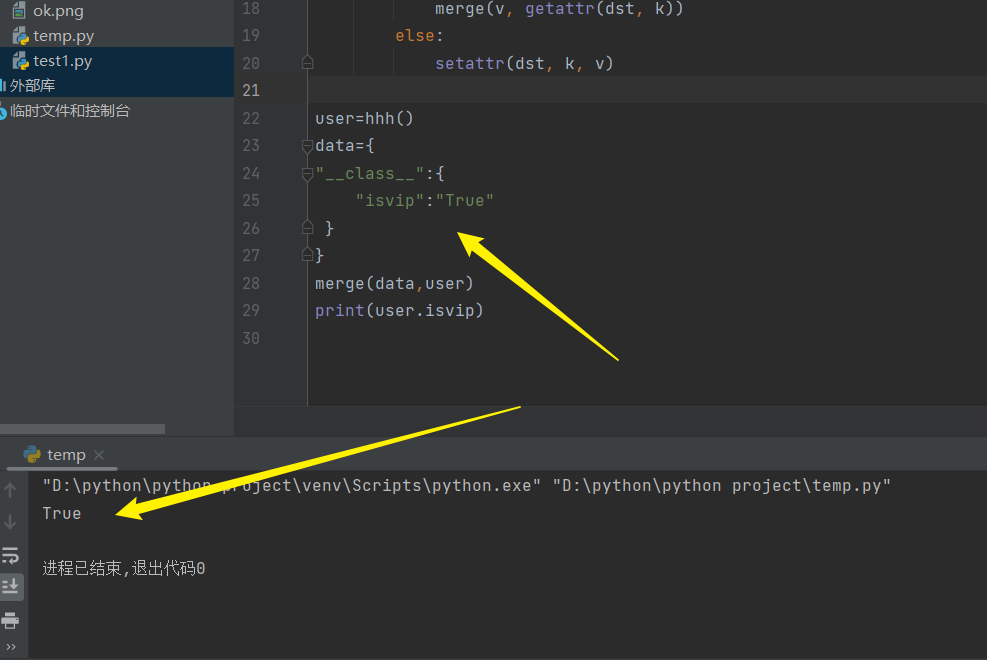 ok.png
temp.py
test1.py
外部库
临时文件和控制台
18 merge(v, getattr(dst, k))
19 else:
20 setattr(dst, k, v)
21
22 user=hhh()
23 data={
24 "__class__":{
25 "isvip":"True"
26 }
27 }
28 merge(data,user)
29 print(user.isvip)
30
temp
"D:\python\python project\venv\Scripts\python.exe" "D:\python\python project\temp.py"
True
进程已结束,退出代码0